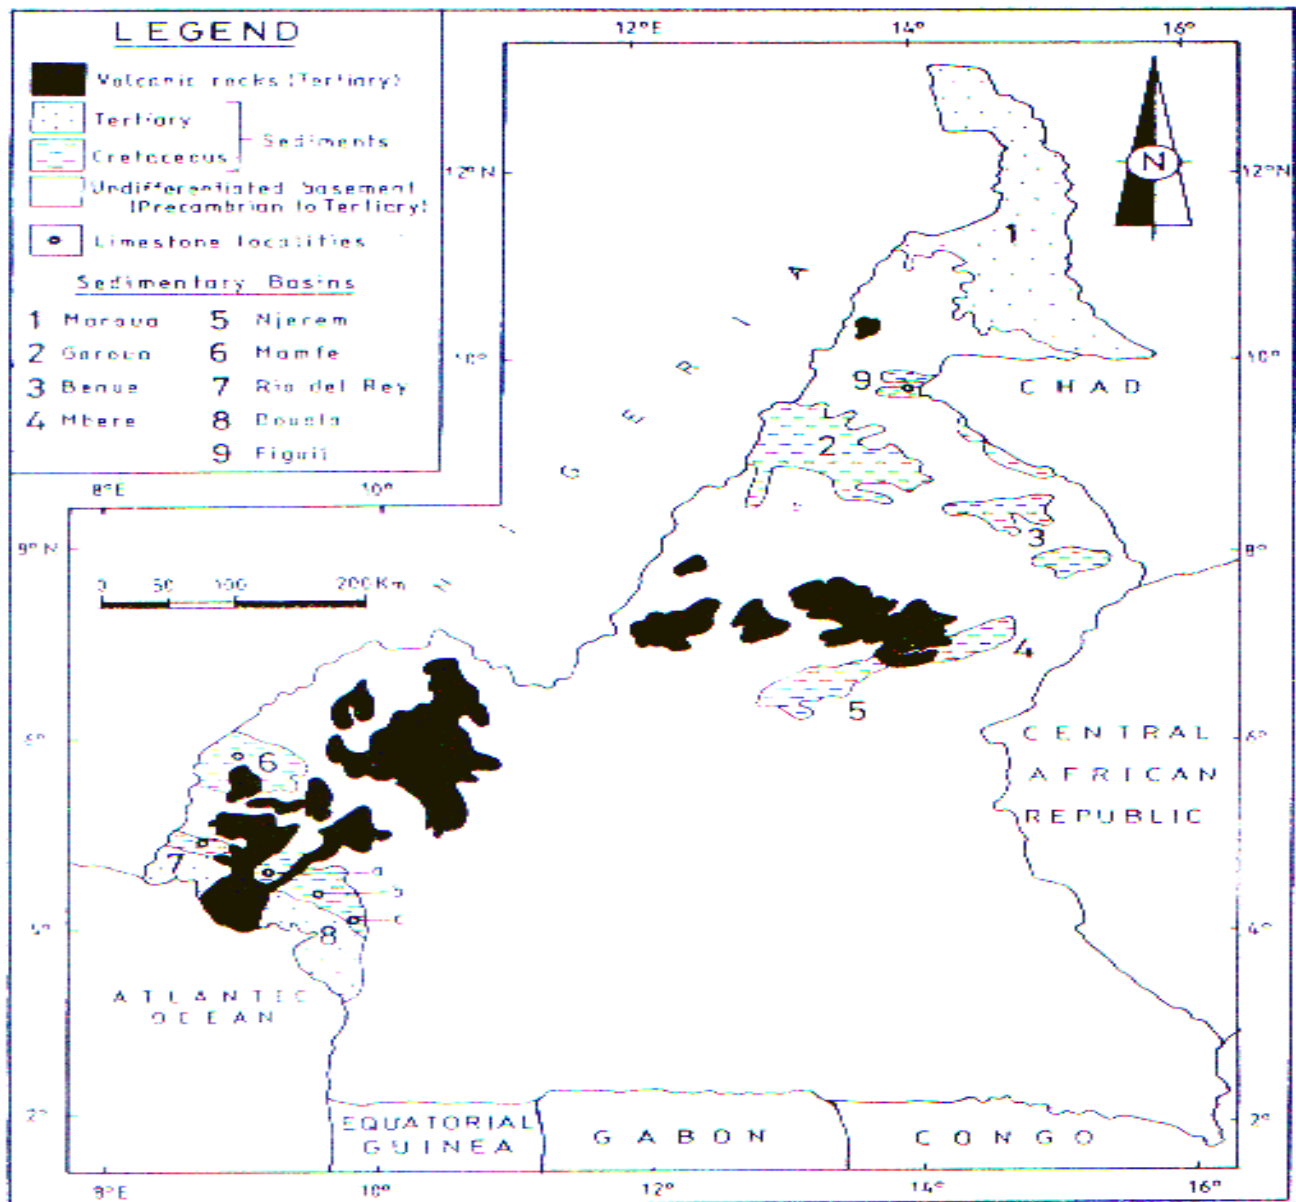 LEGEND
Volcanic rocks (Tertiary)
Tertiary
Sediments
Cretaceous
Undifferentiated basement
(Precambrian to Tertiary)
Limestone localities
Sedimentary Basins
1 Maroua 5 Njerem
2 Garoua 6 Mamfe
3 Benue 7 Rio del Rey
4 Mbere 8 Douala
9 Figuil
12°E 14° 16°
12°N 12°N
10° 10°
8°E 10°
8°
6° 6°
4°
2° 2°
8°E 10° 12° 14° 16°
0 50 100 200 Km
N
NIGERIA
CHAD
CENTRAL
AFRICAN
REPUBLIC
ATLANTIC
OCEAN
EQUATORIAL
GUINEA
GABON
CONGO
1
9
2
3
4
5
6
7
a
b
c
8